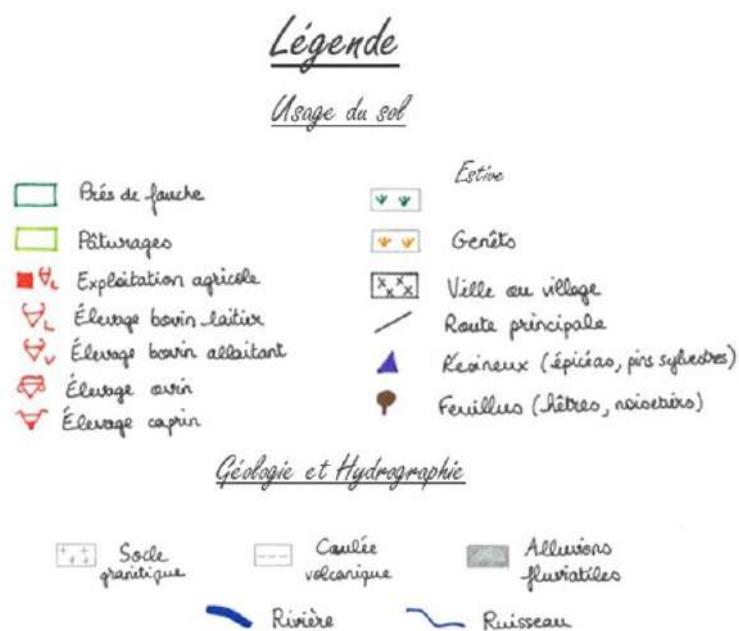 Légende
Usage du sol
Prés de fauche
Pâturages
Exploitation agricole
Élevage bovin laitier
Élevage bovin allaitant
Élevage ovin
Élevage caprin
Estive
Genêts
Ville ou village
Route principale
Résineux (épicéas, pins sylvestres)
Feuillus (hêtres, noisetiers)
Géologie et Hydrographie
Socle
granitique
Coulée
volcanique
Alluvions
fluviatiles
Rivière
Ruisseau